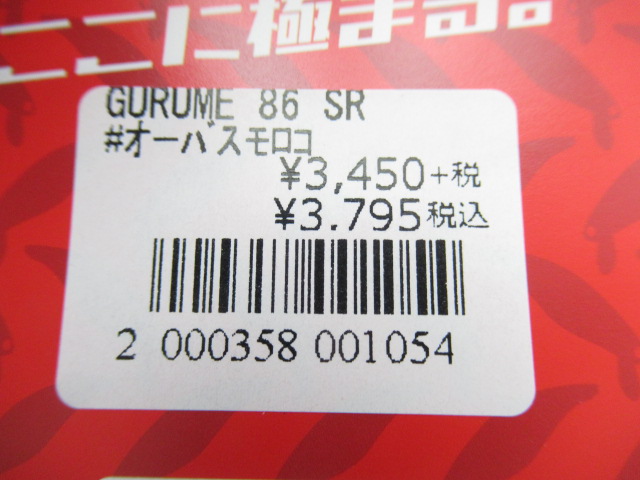 ここに極まる。
GURUME 86 SR
#オーバスモロコ
¥3,450+税
¥3.795税込
2 000358 001054